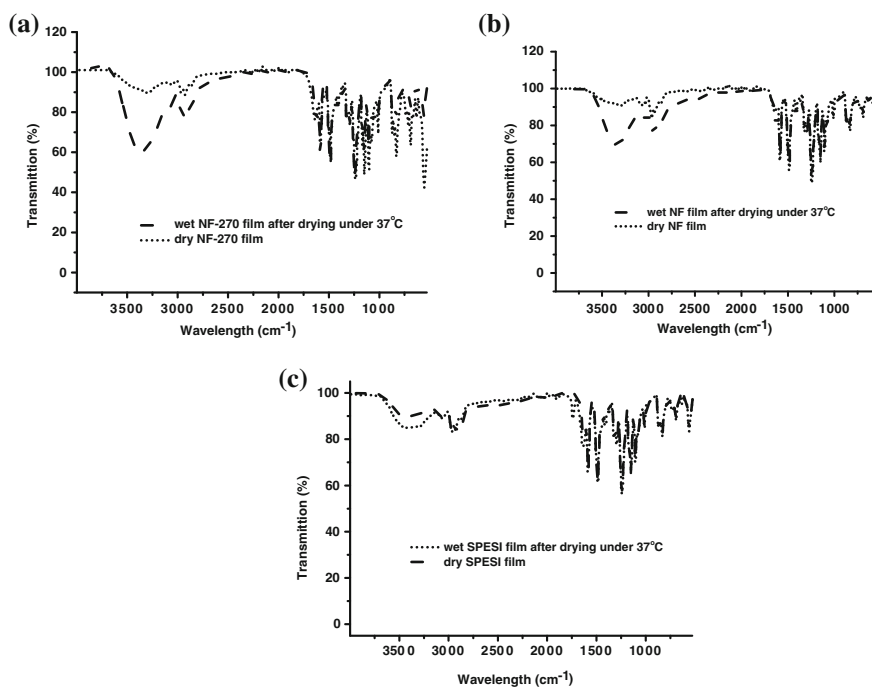 (a)
120
100
80
60
40
20
0
Transmittion (%)
wet NF-270 film after drying under 37°C
dry NF-270 film
3500 3000 2500 2000 1500 1000
Wavelength (cm-1)
(b)
120
100
80
60
40
20
0
Transmittion (%)
wet NF film after drying under 37°C
dry NF film
3500 3000 2500 2000 1500 1000
Wavelength (cm-1)
(c)
100
80
60
40
20
0
Transmittion (%)
wet SPESI film after drying under 37°C
dry SPESI film
3500 3000 2500 2000 1500 1000
Wavelength (cm-1)